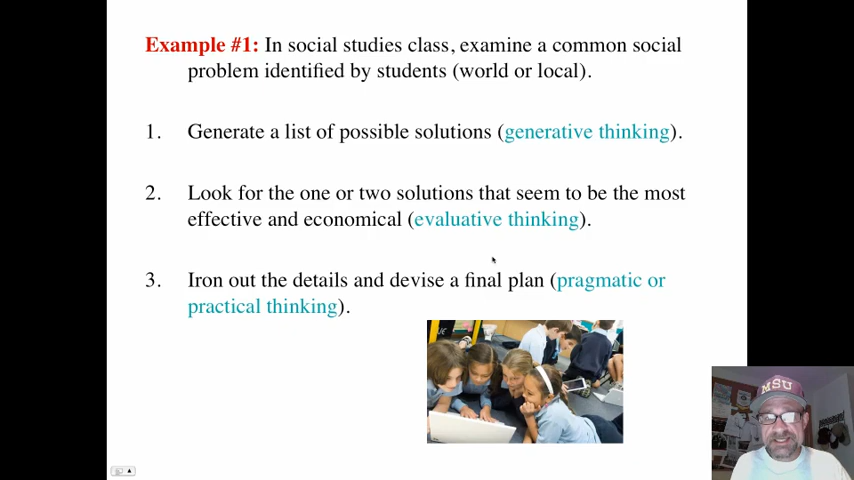 Example #1: In social studies class, examine a common social
problem identified by students (world or local).
1. Generate a list of possible solutions (generative thinking).
2. Look for the one or two solutions that seem to be the most
effective and economical (evaluative thinking).
3. Iron out the details and devise a final plan (pragmatic or
practical thinking).
MSU